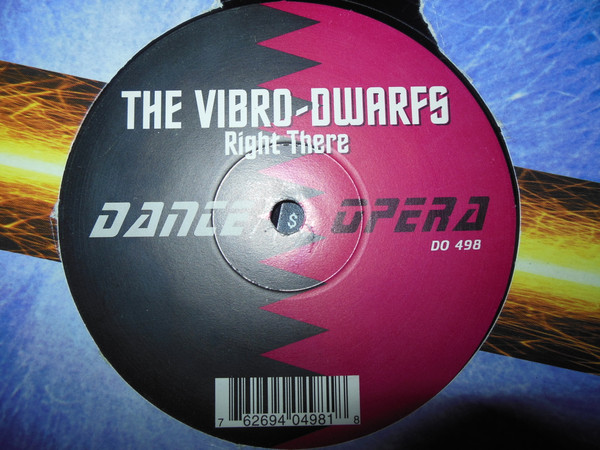 THE VIBRO-DWARFS
Right There
DANCE OPERA
$
DO 498
7 62694 04981 8